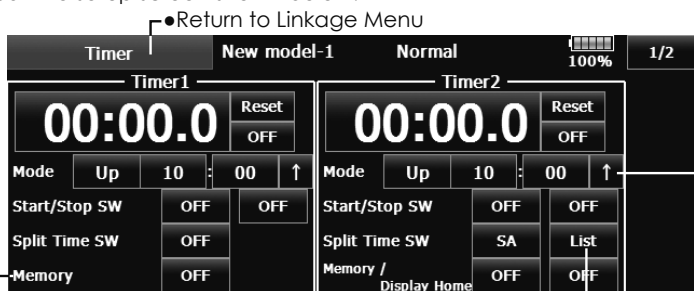 ●Return to Linkage Menu
Timer New model-1 Normal 100% 1/2
Timer1 Timer2
00:00.0 Reset OFF 00:00.0 Reset OFF
Mode Up 10 : 00 ↑ Mode Up 10 : 00 ↑
Start/Stop SW OFF OFF Start/Stop SW OFF OFF
Split Time SW OFF Split Time SW SA List
Memory OFF Memory / Display Home OFF OFF